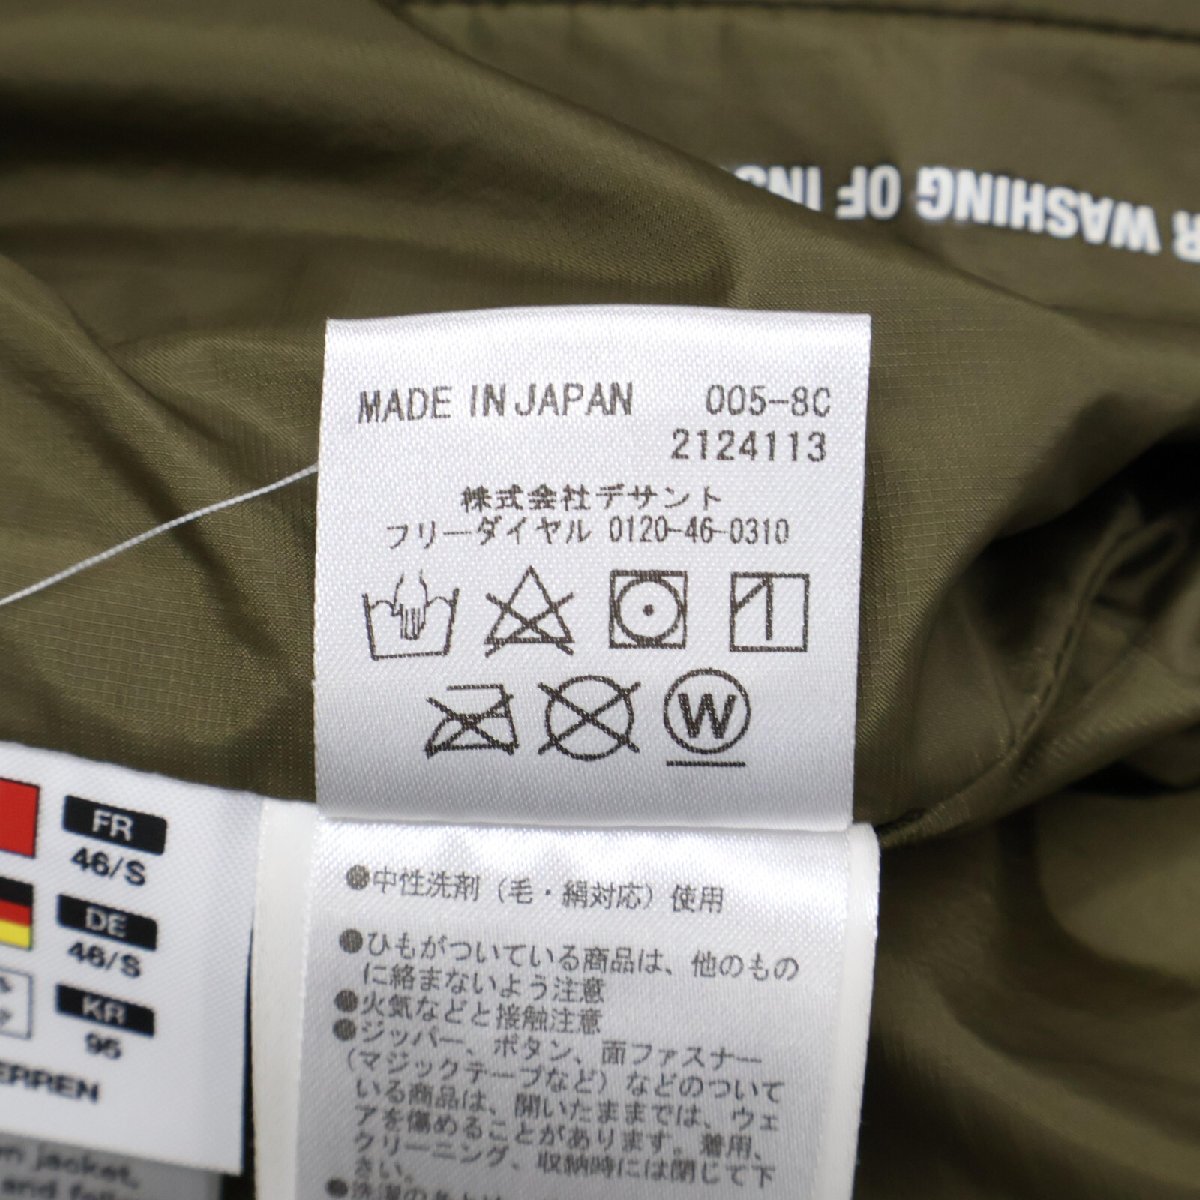 R WASHING OF INS
MADE IN JAPAN 005-8C
2124113
株式会社デサント
フリーダイヤル 0120-46-0310
W
FR
46/S
DE
46/S
KR
95
ERREN
jacket,
and
●中性洗剤(毛・絹対応)使用
●ひもがついている商品は、他のもの
に絡まないよう注意
●火気などと接触注意
●ジッパー、ボタン、面ファスナー
(マジックテープなど)などのついて
いる商品は、開いたままでは、ウェ
アを傷めることがあります。着用、
クリーニング、収納時には閉じて下
さい。